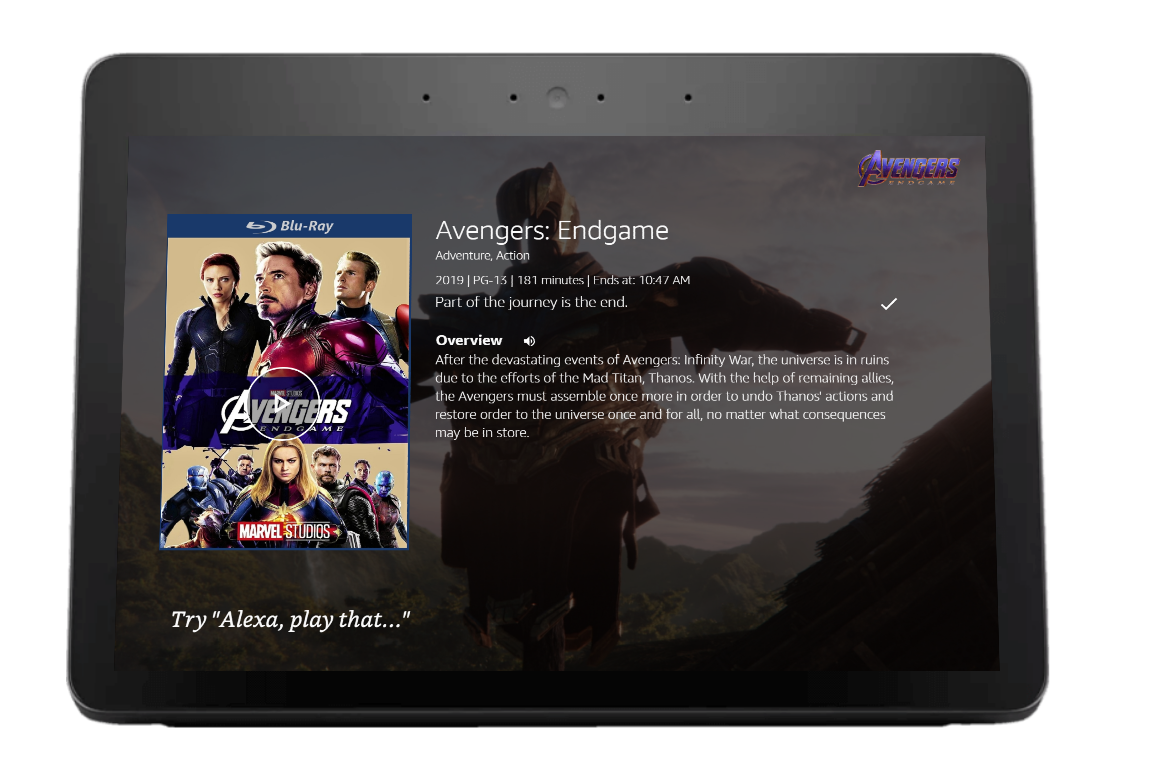 AVENGERS
ENDGAME
Blu-Ray
Avengers: Endgame
Adventure, Action
2019 | PG-13 | 181 minutes | Ends at: 10:47 AM
Part of the journey is the end.
Overview
After the devastating events of Avengers: Infinity War, the universe is in ruins
due to the efforts of the Mad Titan, Thanos. With the help of remaining allies,
the Avengers must assemble once more in order to undo Thanos' actions and
restore order to the universe once and for all, no matter what consequences
may be in store.
MARVEL STUDIOS
AVENGERS
ENDGAME
MARVEL STUDIOS
Try "Alexa, play that..."